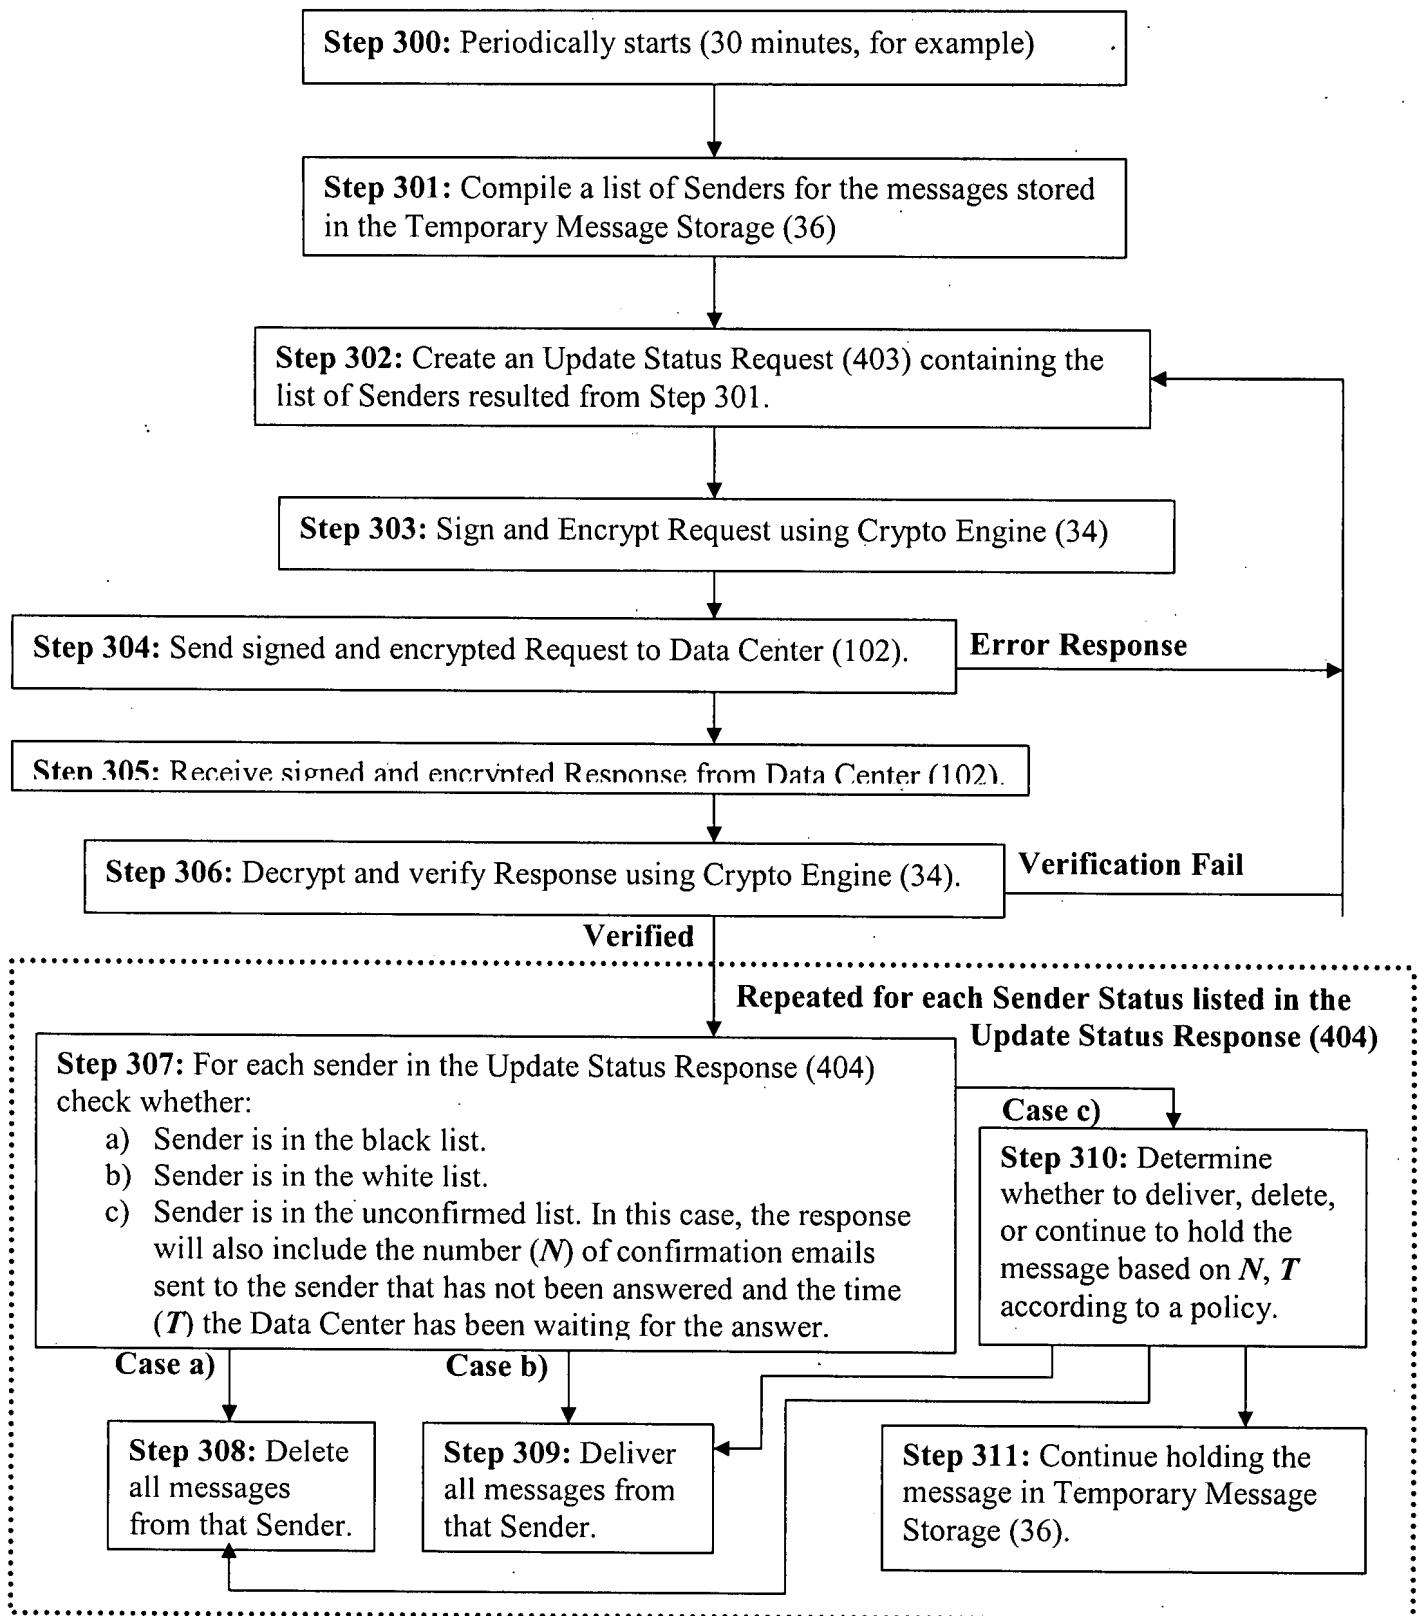 Step 300: Periodically starts (30 minutes, for example)
Step 301: Compile a list of Senders for the messages stored
in the Temporary Message Storage (36)
Step 302: Create an Update Status Request (403) containing the
list of Senders resulted from Step 301.
Step 303: Sign and Encrypt Request using Crypto Engine (34)
Step 304: Send signed and encrypted Request to Data Center (102).
Error Response
Step 305: Receive signed and encrypted Response from Data Center (102).
Step 306: Decrypt and verify Response using Crypto Engine (34).
Verification Fail
Verified
Repeated for each Sender Status listed in the
Update Status Response (404)
Step 307: For each sender in the Update Status Response (404)
check whether:
a) Sender is in the black list.
b) Sender is in the white list.
c) Sender is in the unconfirmed list. In this case, the response
will also include the number (N) of confirmation emails
sent to the sender that has not been answered and the time
(T) the Data Center has been waiting for the answer.
Case c)
Step 310: Determine
whether to deliver, delete,
or continue to hold the
message based on N, T
according to a policy.
Case a)
Case b)
Step 308: Delete
all messages
from that Sender.
Step 309: Deliver
all messages from
that Sender.
Step 311: Continue holding the
message in Temporary Message
Storage (36).